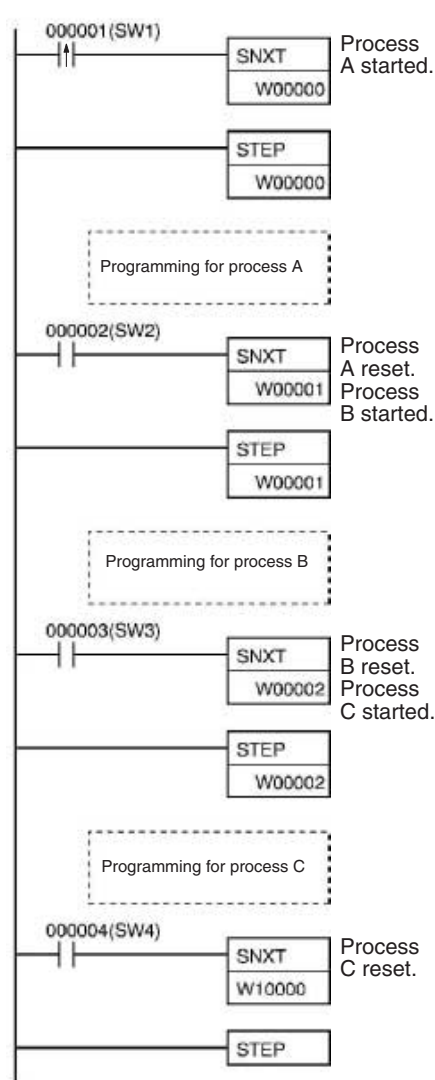 000001(SW1)
SNXT
W00000
Process
A started.
STEP
W00000
Programming for process A
000002(SW2)
SNXT
W00001
Process
A reset.
Process
B started.
STEP
W00001
Programming for process B
000003(SW3)
SNXT
W00002
Process
B reset.
Process
C started.
STEP
W00002
Programming for process C
000004(SW4)
SNXT
W10000
Process
C reset.
STEP